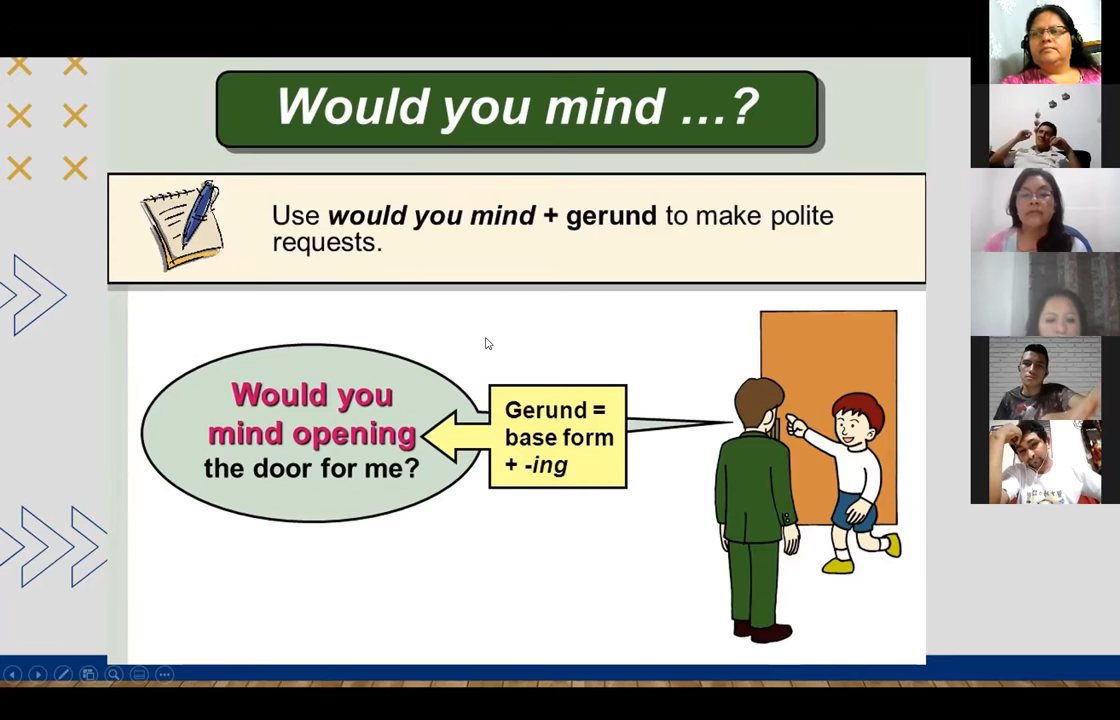 Would you mind ...?
Use would you mind + gerund to make polite
requests.
Would you
mind opening
the door for me?
Gerund =
base form
+ -ing